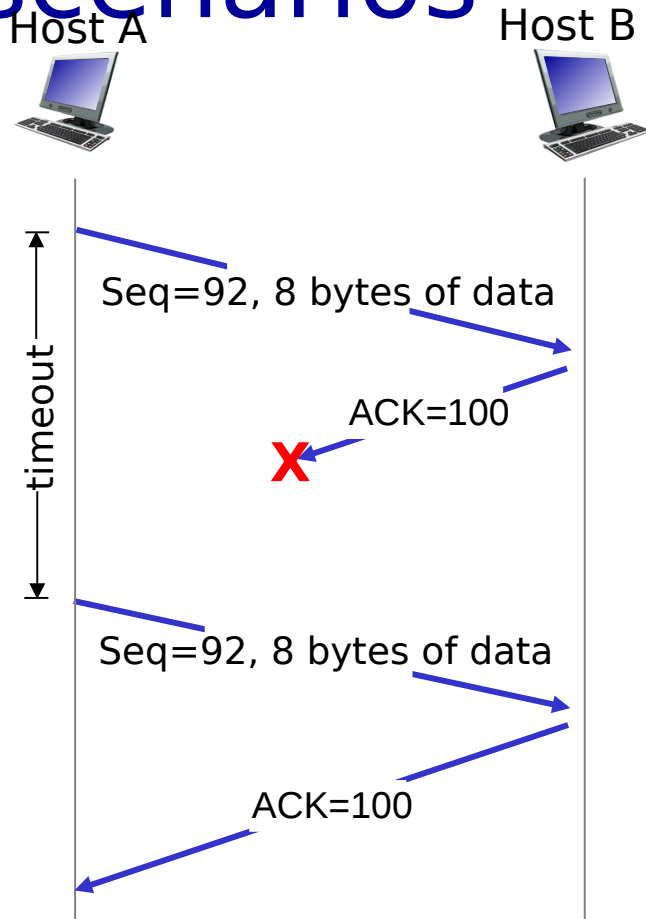 scenarios
Host A
Host B
Seq=92, 8 bytes of data
ACK=100
X
timeout
Seq=92, 8 bytes of data
ACK=100